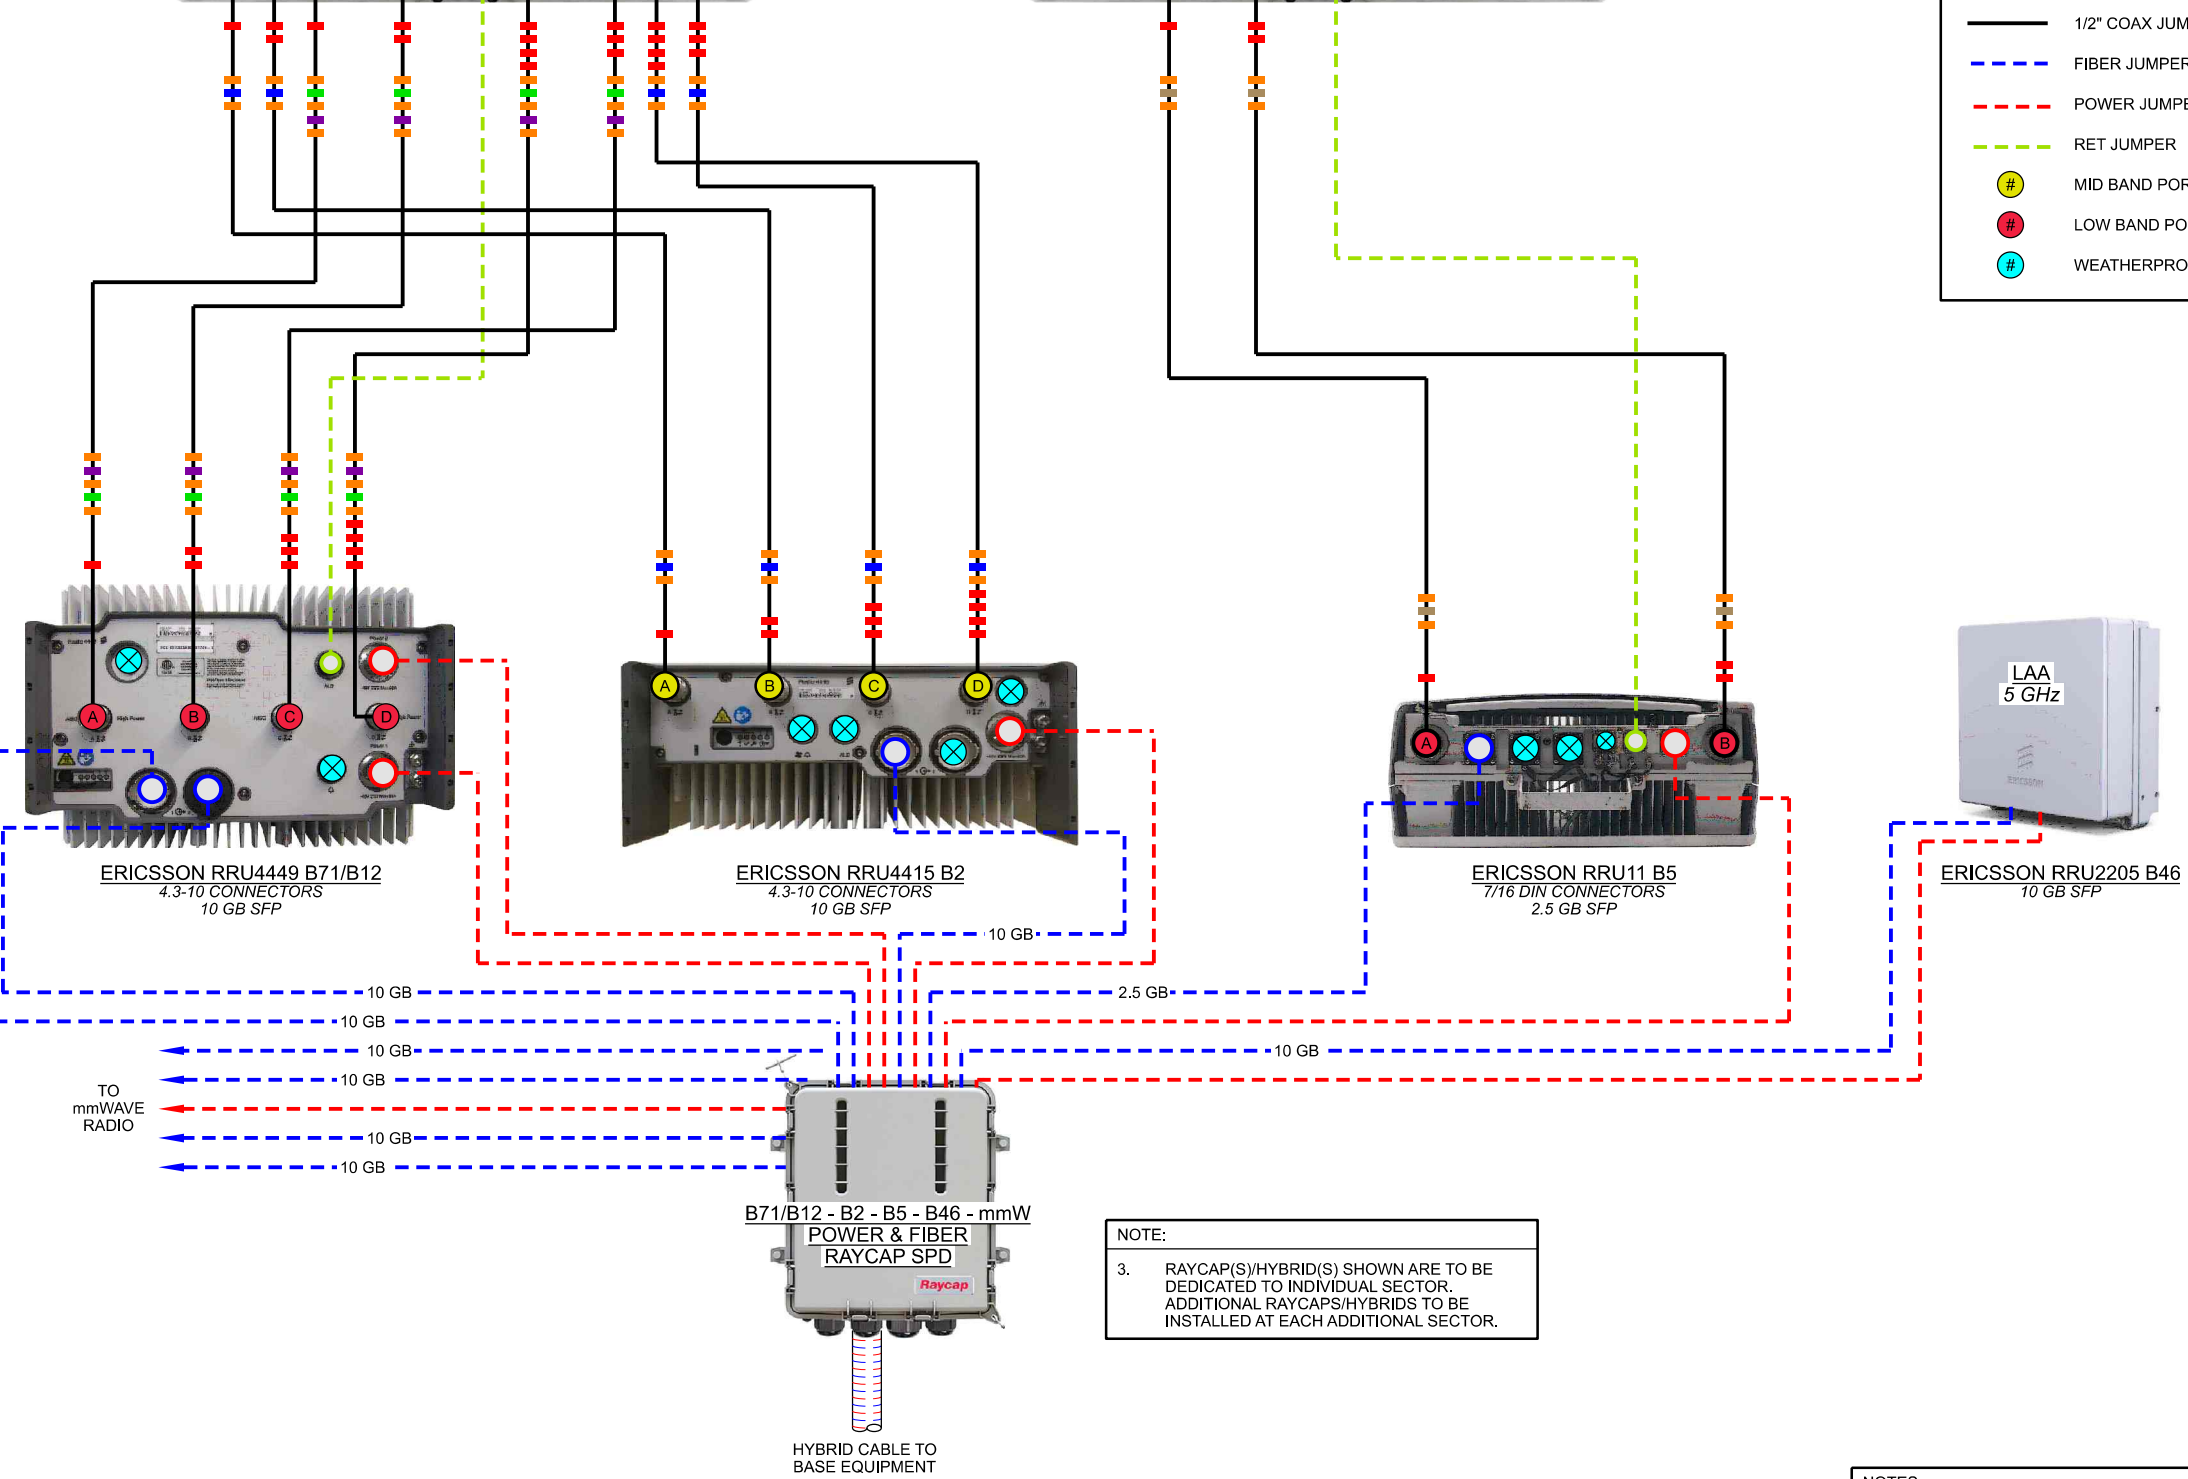 1/2" COAX JUM
FIBER JUMPER
POWER JUMPE
RET JUMPER
# MID BAND POR
# LOW BAND PO
# WEATHERPRO
A
B
C
D
A
B
C
D
A
B
LAA
5 GHz
ERICSSON
ERICSSON RRU4449 B71/B12
4.3-10 CONNECTORS
10 GB SFP
ERICSSON RRU4415 B2
4.3-10 CONNECTORS
10 GB SFP
ERICSSON RRU11 B5
7/16 DIN CONNECTORS
2.5 GB SFP
ERICSSON RRU2205 B46
10 GB SFP
10 GB
10 GB
2.5 GB
10 GB
10 GB
10 GB
10 GB
TO
mmWAVE
RADIO
10 GB
10 GB
B71/B12 - B2 - B5 - B46 - mmW
POWER & FIBER
RAYCAP SPD
Raycap
NOTE:
3. RAYCAP(S)/HYBRID(S) SHOWN ARE TO BE
DEDICATED TO INDIVIDUAL SECTOR.
ADDITIONAL RAYCAPS/HYBRIDS TO BE
INSTALLED AT EACH ADDITIONAL SECTOR.
HYBRID CABLE TO
BASE EQUIPMENT